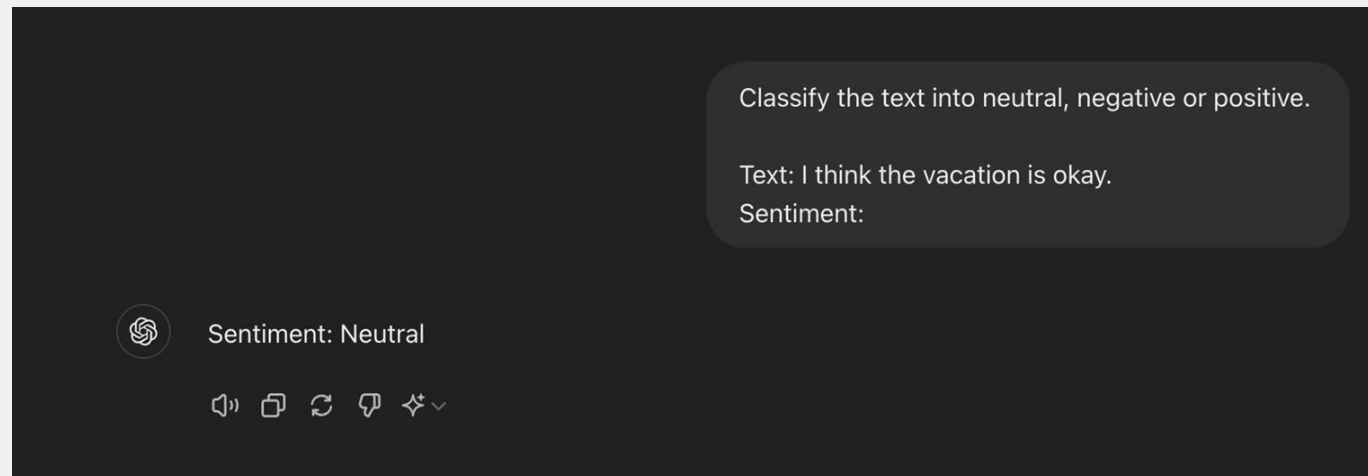 Classify the text into neutral, negative or positive.
Text: I think the vacation is okay.
Sentiment:
Sentiment: Neutral